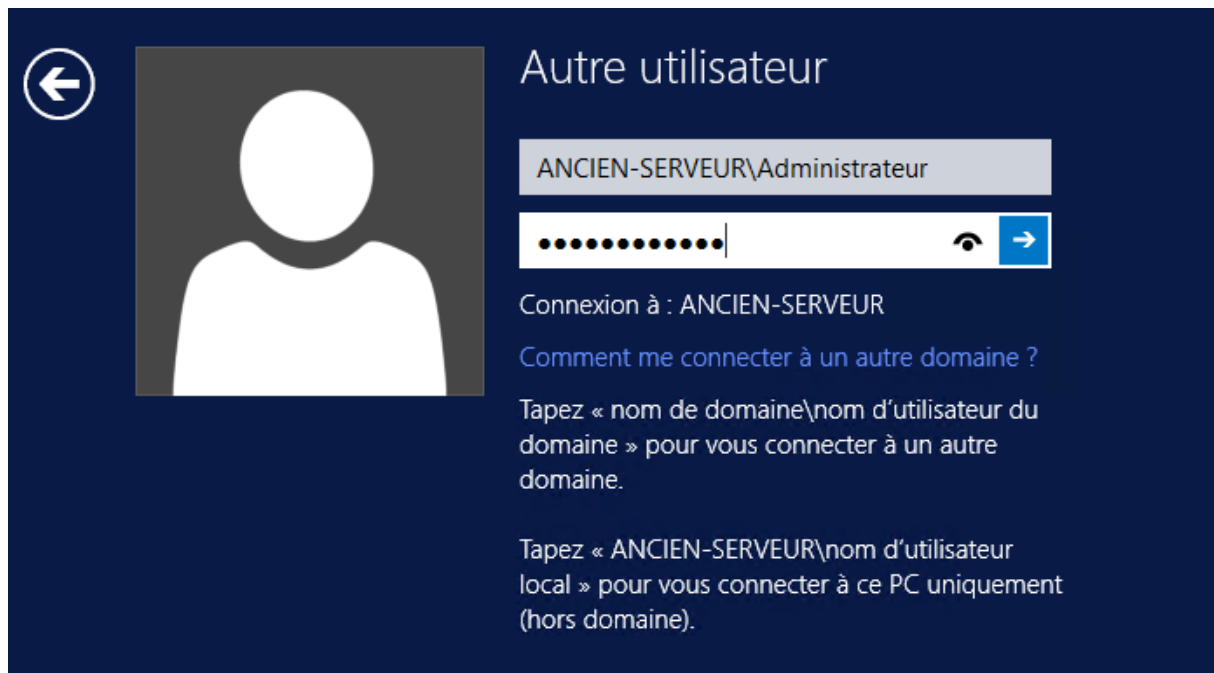 Autre utilisateur
ANCIEN-SERVEUR\Administrateur
Connexion à : ANCIEN-SERVEUR
Comment me connecter à un autre domaine ?
Tapez « nom de domaine\nom d’utilisateur du
domaine » pour vous connecter à un autre
domaine.
Tapez « ANCIEN-SERVEUR\nom d’utilisateur
local » pour vous connecter à ce PC uniquement
(hors domaine).